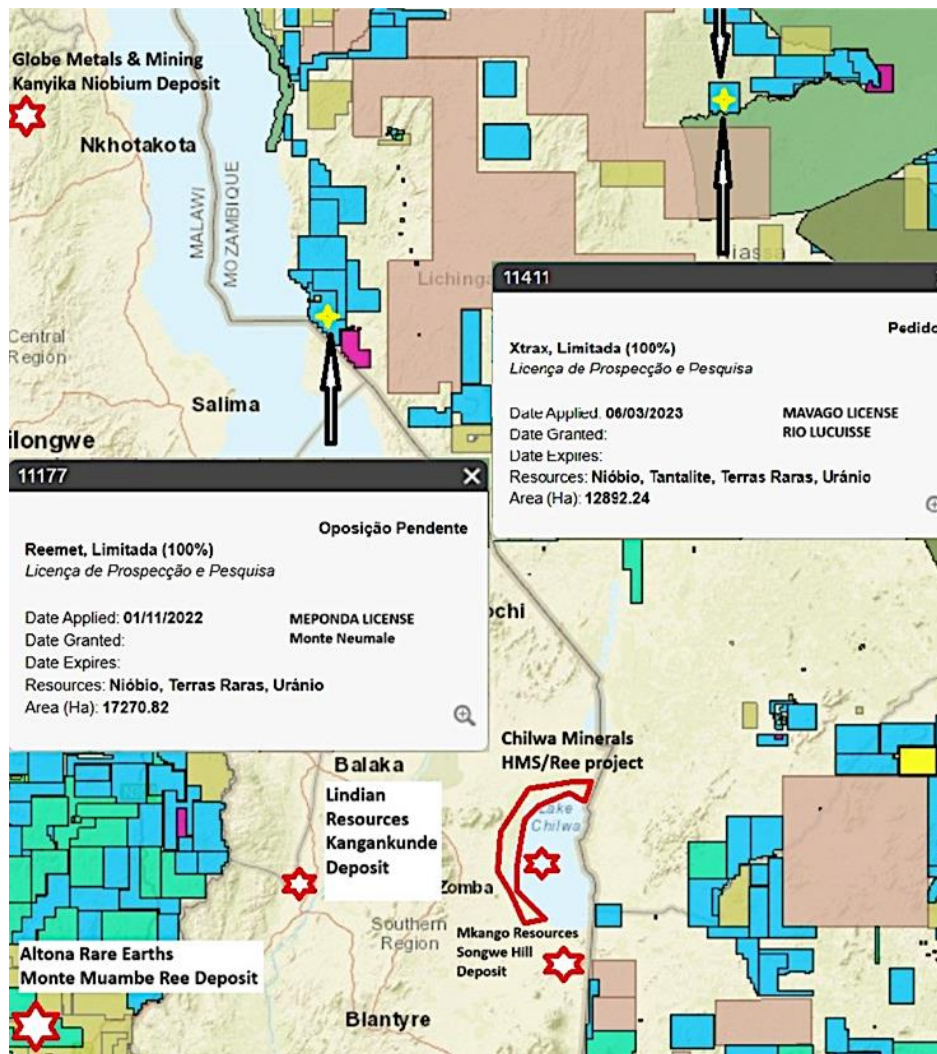 Globe Metals & Mining
Kanyika Niobium Deposit
Nkhotakota
MALAWI
MOZAMBIQUE
Lichinga
Niassa
Central
Region
Salima
ilongwe
11411
Pedido
Xtrax, Limitada (100%)
Licença de Prospecção e Pesquisa
Date Applied: 06/03/2023
MAVAGO LICENSE
Date Granted:
RIO LUCUISSE
Date Expires:
Resources: Nióbio, Tantalite, Terras Raras, Uránio
Area (Ha): 12892.24
11177
Oposição Pendente
Reemet, Limitada (100%)
Licença de Prospecção e Pesquisa
Date Applied: 01/11/2022
MEPONDA LICENSE
Date Granted:
Monte Neumale
Date Expires:
Resources: Nióbio, Terras Raras, Uránio
Area (Ha): 17270.82
ochi
Chilwa Minerals
HMS/Ree project
Balaka
Lindian
Resources
Kangankunde
Deposit
Lake
Chilwa
Zomba
Southern
Region
Mkango Resources
Songwe Hill
Deposit
Altona Rare Earths
Monte Muambe Ree Deposit
Blantyre